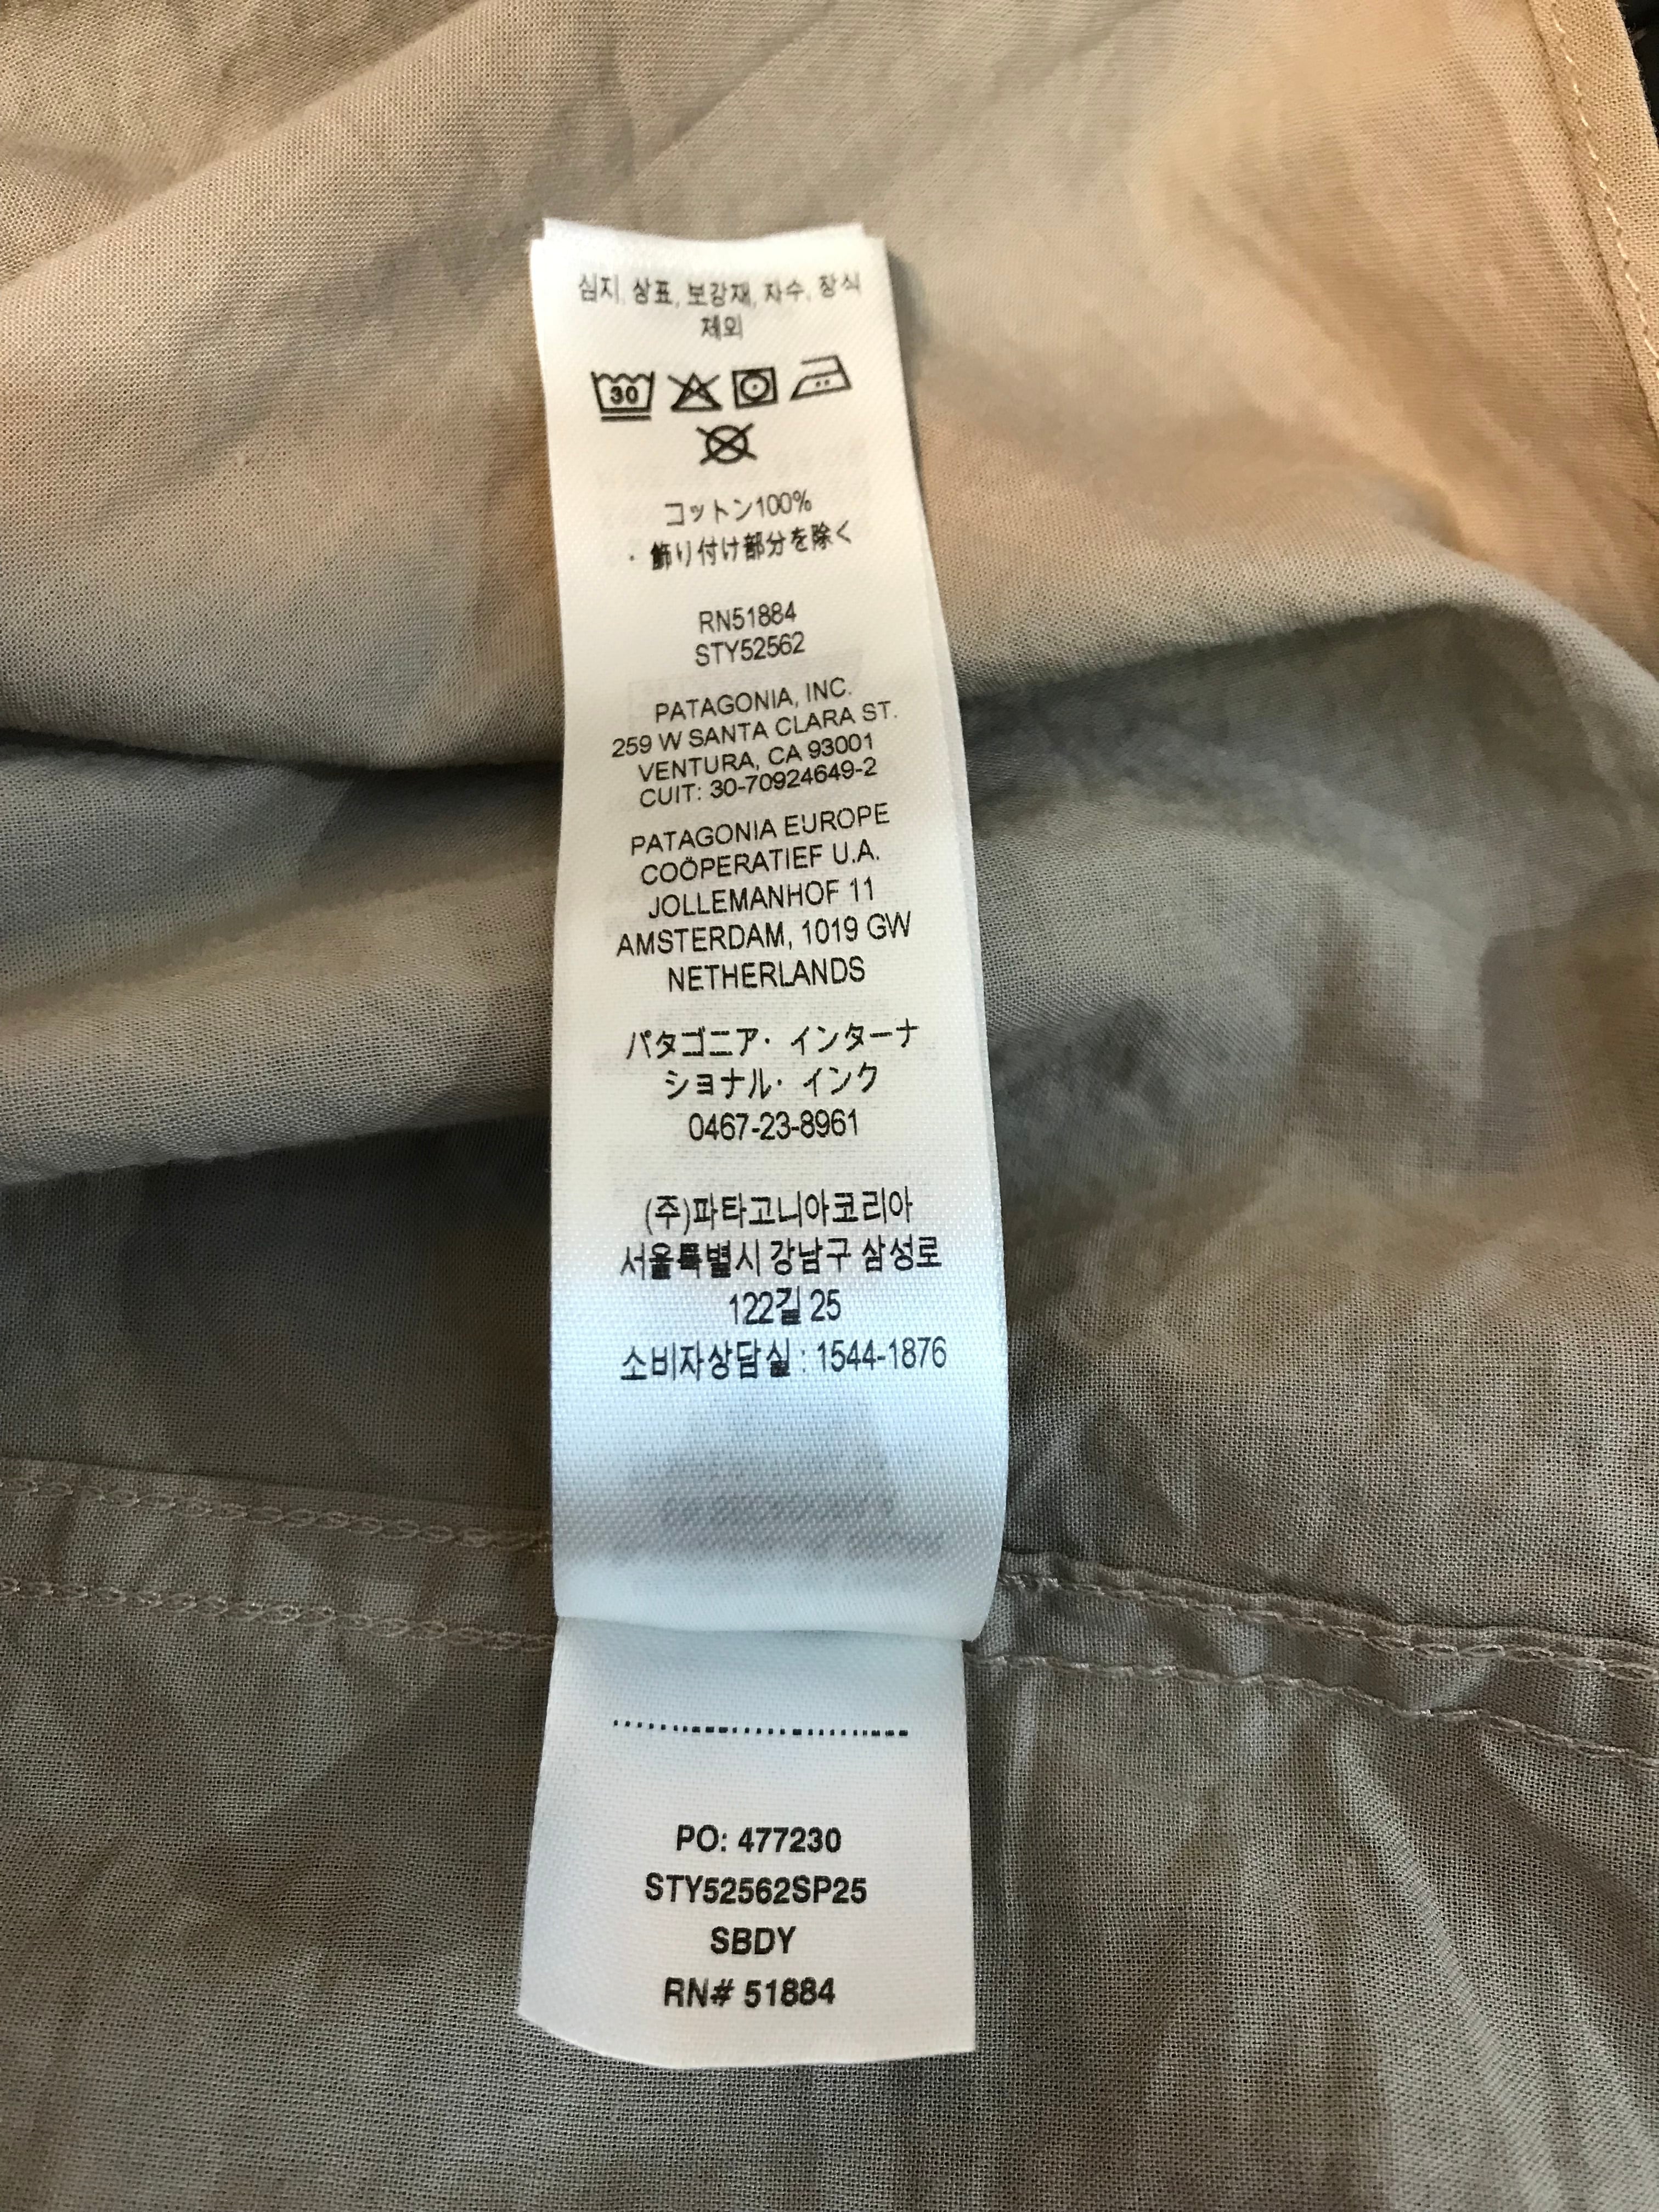 심지, 상표, 보강재, 자수, 장식
제외
30
コットン100%
・飾り付け部分を除く
RN51884
STY52562
PATAGONIA, INC.
259 W SANTA CLARA ST.
VENTURA, CA 93001
CUIT: 30-70924649-2
PATAGONIA EUROPE
COÖPERATIEF U.A.
JOLLEMANHOF 11
AMSTERDAM, 1019 GW
NETHERLANDS
パタゴニア・インターナ
ショナル・インク
0467-23-8961
(주)파타고니아코리아
서울특별시 강남구 삼성로
122길 25
소비자상담실 : 1544-1876
PO: 477230
STY52562SP25
SBDY
RN# 51884